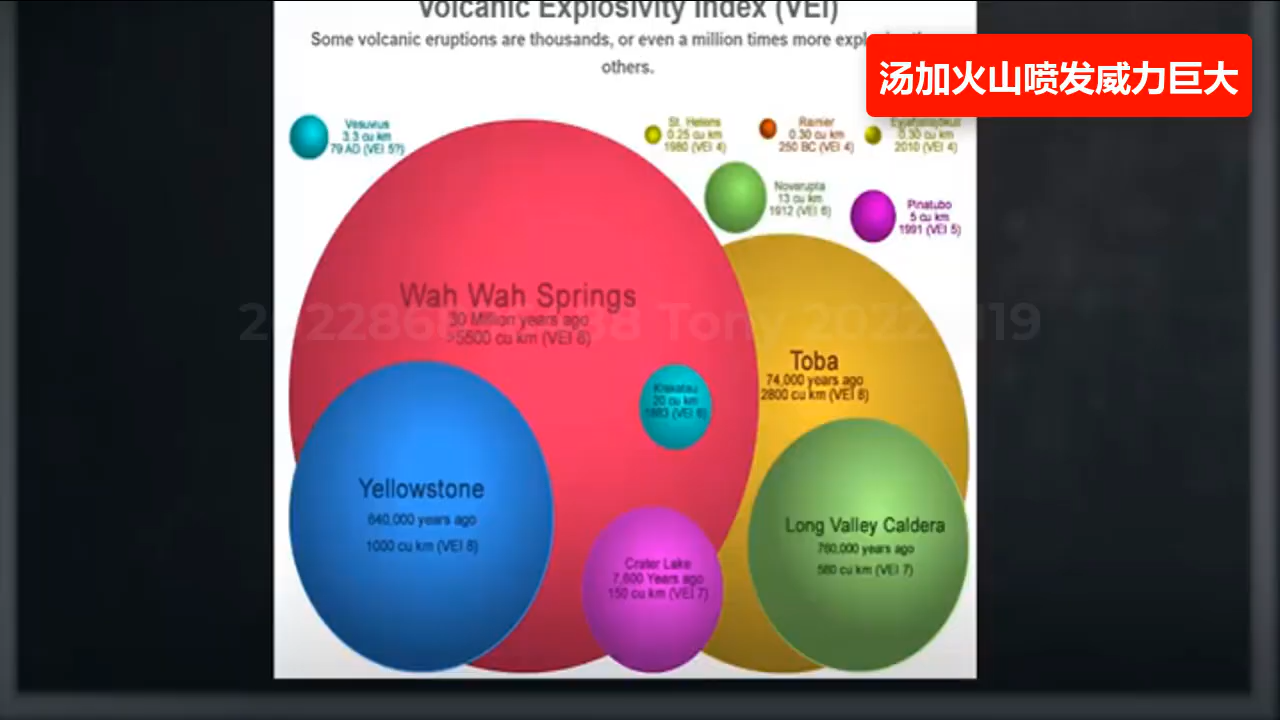 Volcanic Explosivity Index (VEI)
Some volcanic eruptions are thousands, or even a million times more
others.
汤加火山喷发威力巨大
Vesuvius
3.3 cu km
79 AD (VEI 5?)
St. Helens
0.25 cu km
1980 (VEI 4)
Rainier
0.30 cu km
250 BC (VEI 4)
Eyjafjallajökull
0.30 cu km
2010 (VEI 4)
Novarupta
13 cu km
1912 (VEI 6)
Pinatubo
5 cu km
1991 (VEI 5)
Wah Wah Springs
30 Million years ago
5500 cu km (VEI 8)
Toba
74,000 years ago
2800 cu km (VEI 8)
Krakatau
20 cu km
1883 (VEI 6)
Yellowstone
640,000 years ago
1000 cu km (VEI 8)
Long Valley Caldera
760,000 years ago
580 cu km (VEI 7)
Crater Lake
7,600 Years ago
150 cu km (VEI 7)
Tony